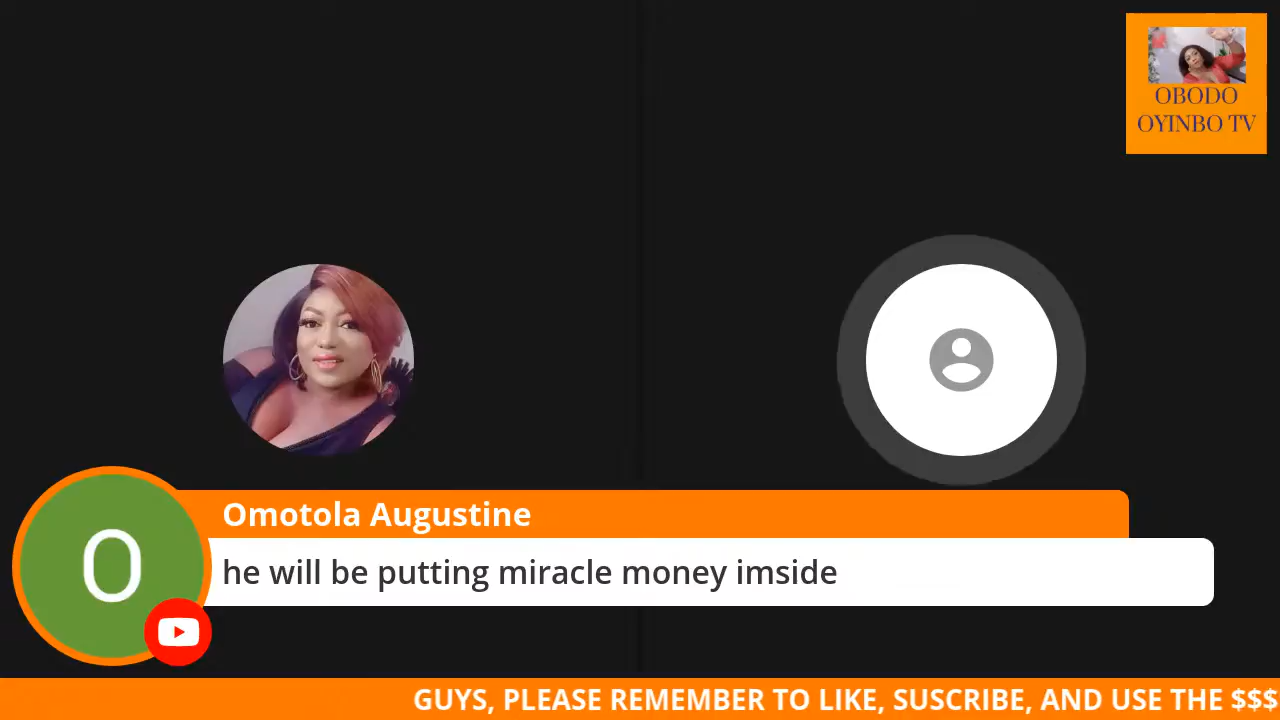 OBODO
OYINBO TV
O
Omotola Augustine
he will be putting miracle money imside
GUYS, PLEASE REMEMBER TO LIKE, SUSCRIBE, AND USE THE $$$